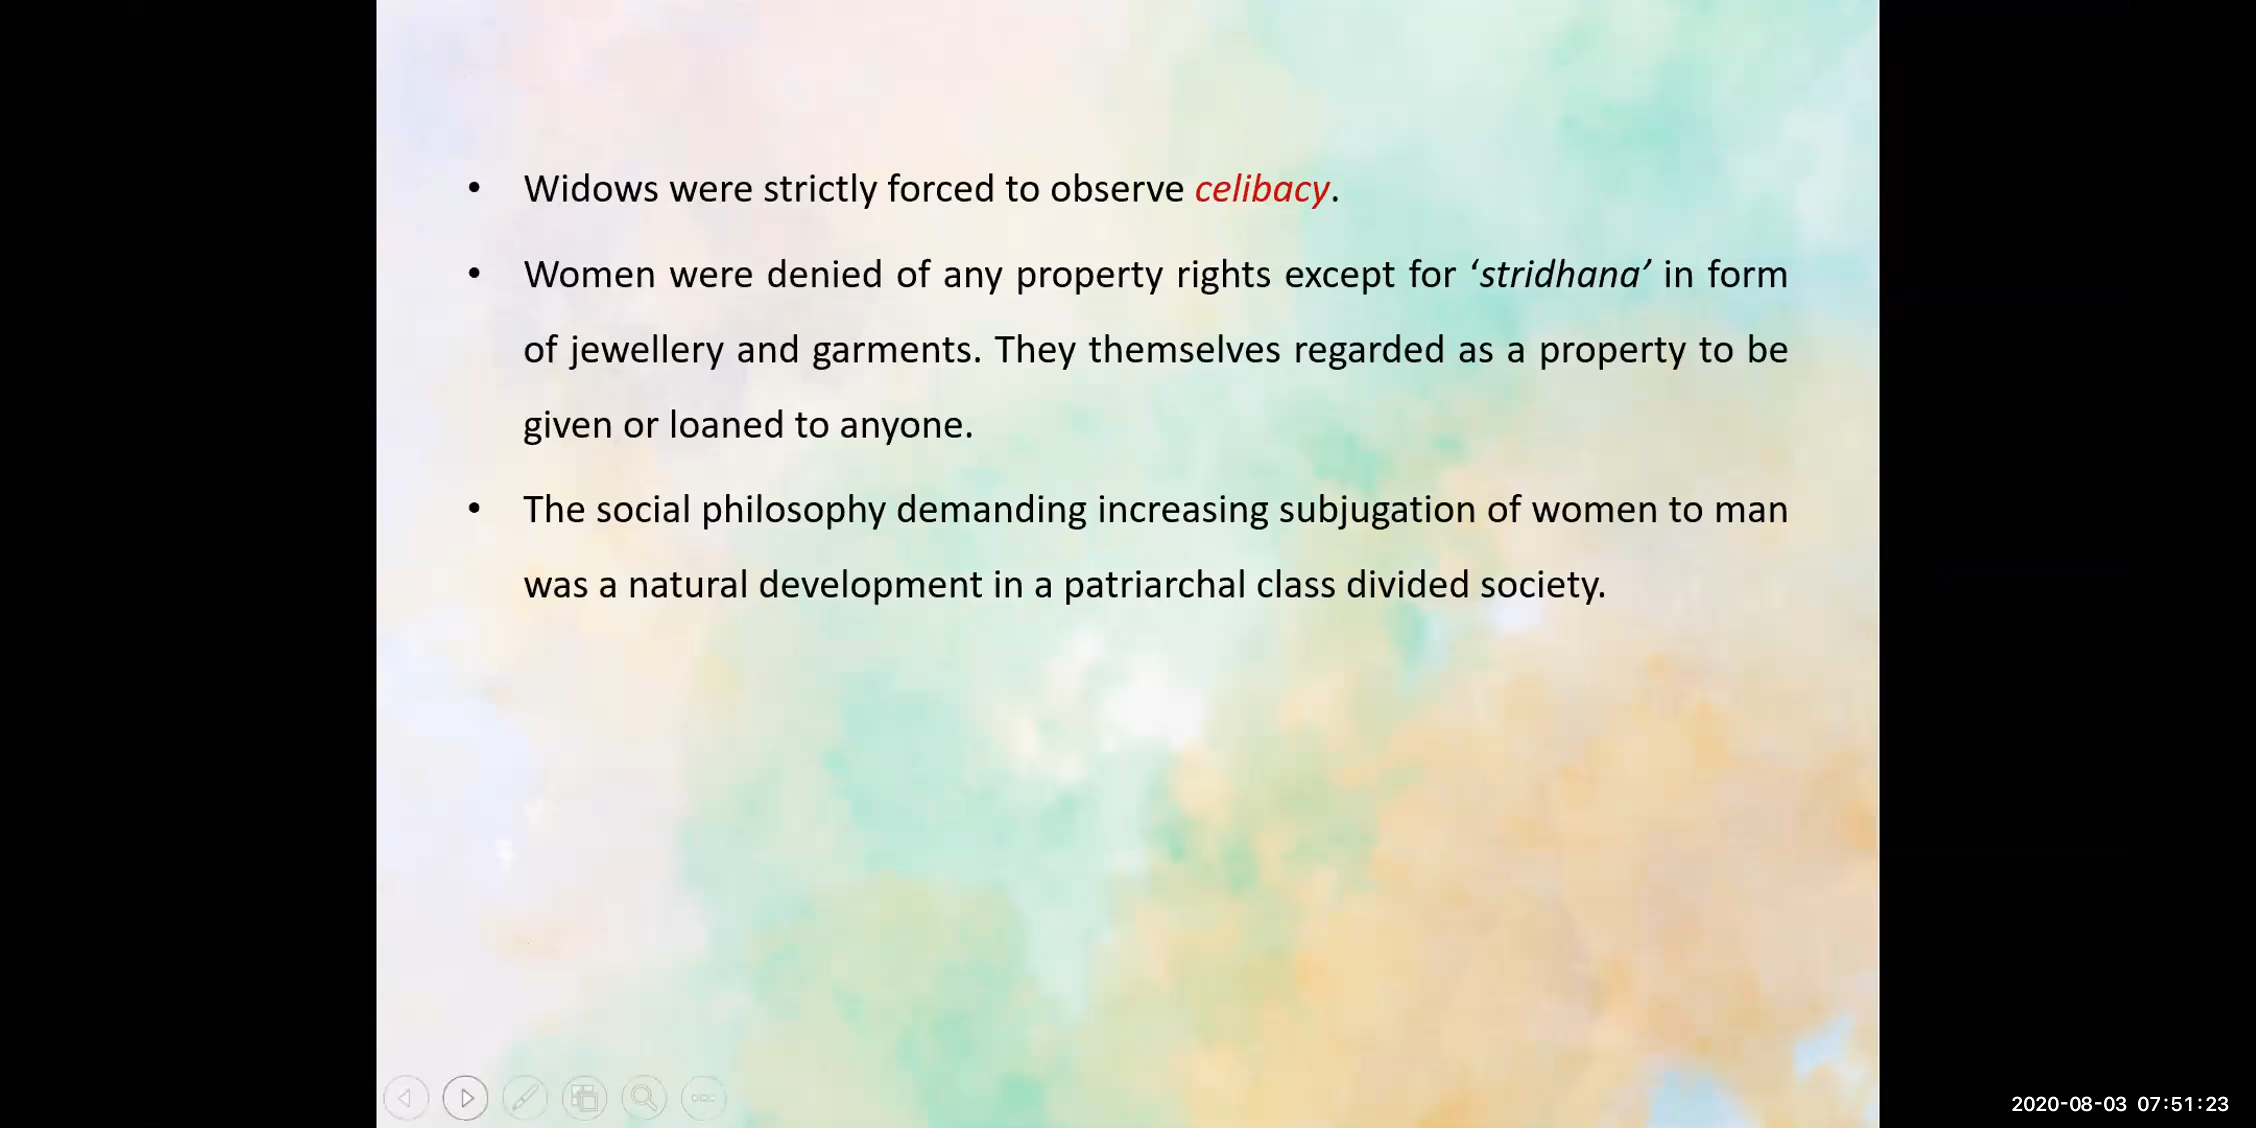 • Widows were strictly forced to observe celibacy.
• Women were denied of any property rights except for ‘stridhana’ in form
of jewellery and garments. They themselves regarded as a property to be
given or loaned to anyone.
• The social philosophy demanding increasing subjugation of women to man
was a natural development in a patriarchal class divided society.
2020-08-03 07:51:23